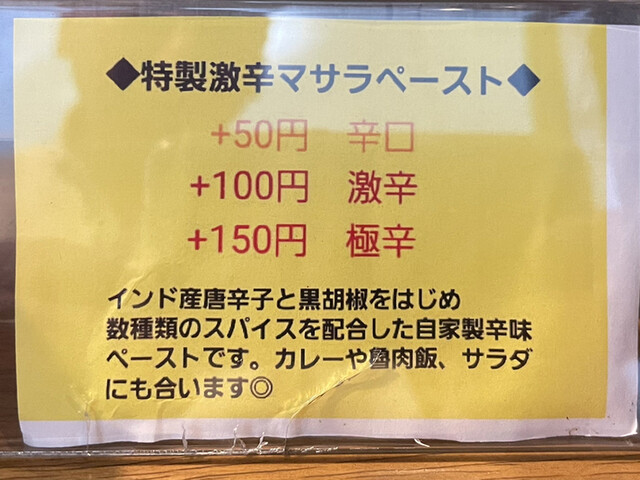 ◆特製激辛マサラペースト◆
+50円 辛口
+100円 激辛
+150円 極辛
インド産唐辛子と黒胡椒をはじめ
数種類のスパイスを配合した自家製辛味
ペーストです。カレーや魯肉飯、サラダ
にも合います◎